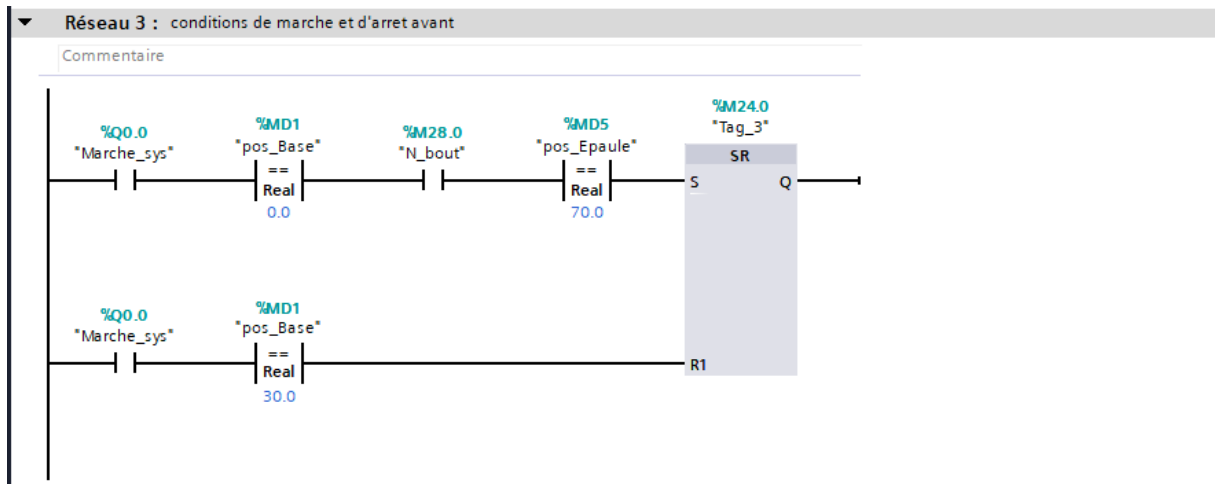 Réseau 3 : conditions de marche et d'arret avant
Commentaire
%Q0.0
"Marche_sys"
%MD1
"pos_Base"
==
Real
0.0
%M28.0
"N_bout"
%MD5
"pos_Epaule"
==
Real
70.0
%M24.0
"Tag_3"
SR
S
Q
%Q0.0
"Marche_sys"
%MD1
"pos_Base"
==
Real
30.0
R1